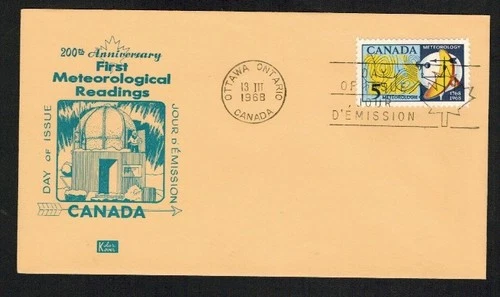 200th Anniversary
First
Meteorological
Readings
DAY OF ISSUE
JOUR D'ÉMISSION
CANADA
OTTAWA ONTARIO
13 III
1968
CANADA
CANADA
METEOROLOGY
5
1768
1968
DAY
OF ISSUE
JOUR
D'ÉMISSION